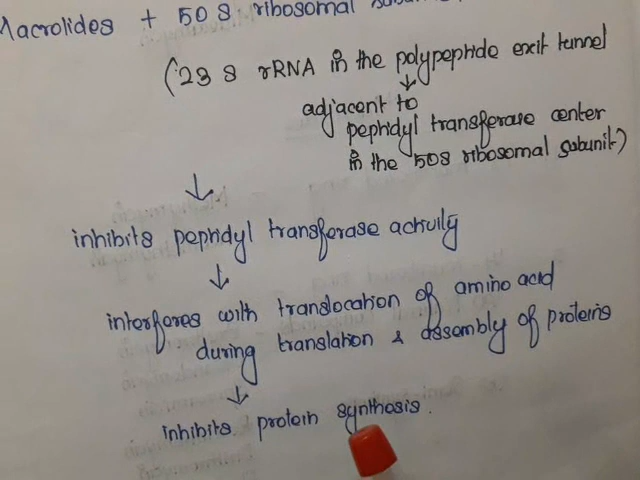 Macrolides + 50 S ribosomal subunit
(23 S rRNA in the polypeptide exit tunnel
↓
adjacent to
peptidyl transferase center
in the 50S ribosomal subunit)
↓
inhibits peptidyl transferase activity
↓
interferes with translocation of amino acid
during translation & assembly of proteins
↓
inhibits protein synthesis.